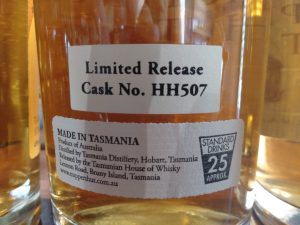 Limited Release
Cask No. HH507
MADE IN TASMANIA
Product of Australia
Distilled by Tasmania Distillery, Hobart, Tasmania
Released by the Tasmanian House of Whisky
Lennon Road, Bruny Island, Tasmania
STANDARD
DRINKS
25
APPROX.